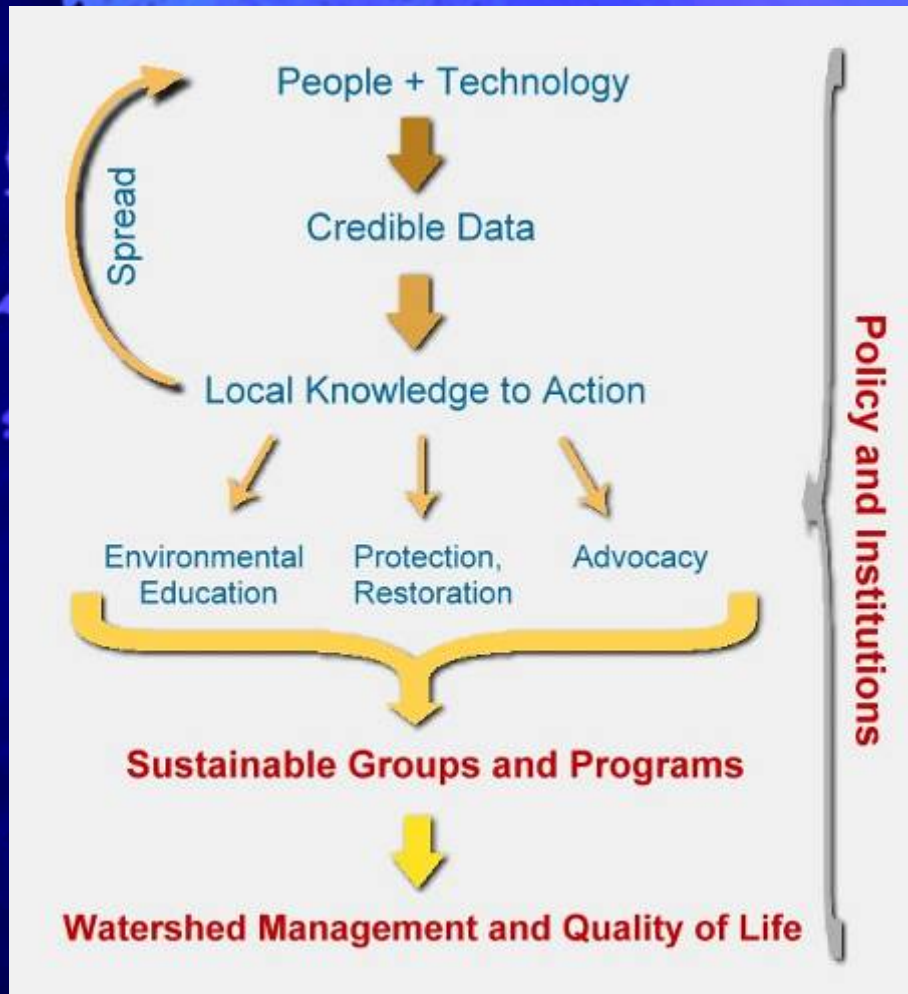 People + Technology
Spread
Credible Data
Local Knowledge to Action
Environmental
Education
Protection,
Restoration
Advocacy
Policy and Institutions
Sustainable Groups and Programs
Watershed Management and Quality of Life